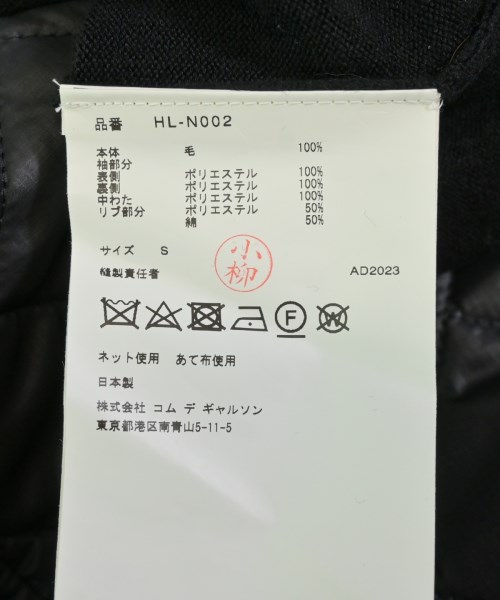 品番 HL-N002
本体 毛 100%
袖部分
表側 ポリエステル 100%
裏側 ポリエステル 100%
中わた ポリエステル 100%
リブ部分 ポリエステル 50%
綿 50%
サイズ S
小柳
縫製責任者 AD2023
F W
ネット使用 あて布使用
日本製
株式会社 コム デ ギャルソン
東京都港区南青山5-11-5